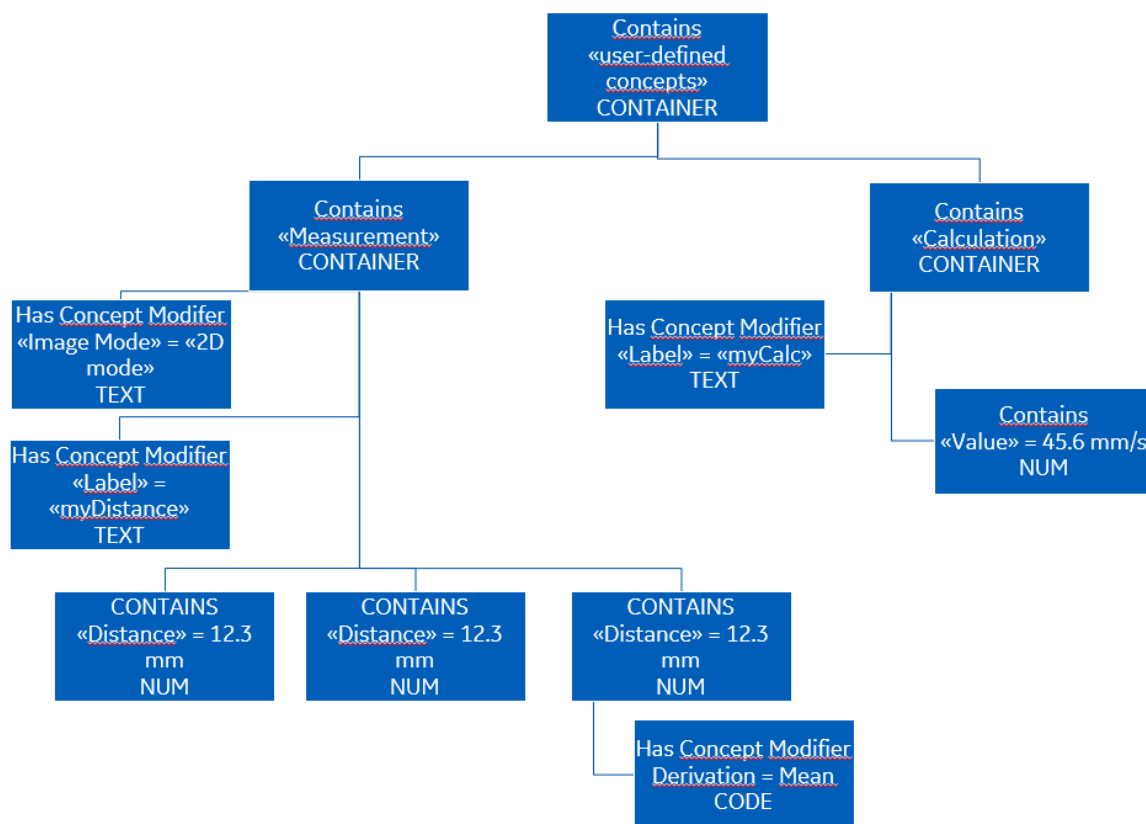 Contains
«user-defined
concepts»
CONTAINER
Contains
«Measurement»
CONTAINER
Contains
«Calculation»
CONTAINER
Has Concept Modifer
«Image Mode» = «2D
mode»
TEXT
Has Concept Modifier
«Label» = «myCalc»
TEXT
Contains
«Value» = 45.6 mm/s
NUM
Has Concept Modifier
«Label» =
«myDistance»
TEXT
CONTAINS
«Distance» = 12.3
mm
NUM
CONTAINS
«Distance» = 12.3
mm
NUM
CONTAINS
«Distance» = 12.3
mm
NUM
Has Concept Modifier
Derivation = Mean
CODE